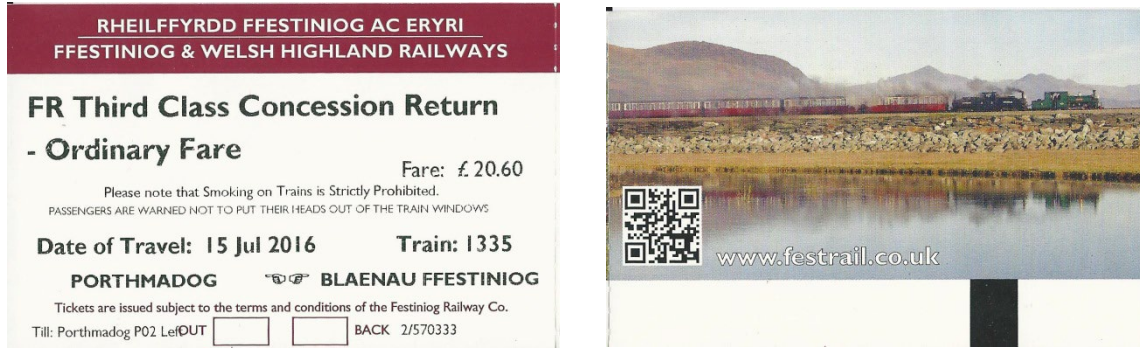 RHEILFFYRDD FFESTINIOG AC ERYRI
FFESTINIOG & WELSH HIGHLAND RAILWAYS
FR Third Class Concession Return
- Ordinary Fare
Fare: £ 20.60
Please note that Smoking on Trains is Strictly Prohibited.
PASSENGERS ARE WARNED NOT TO PUT THEIR HEADS OUT OF THE TRAIN WINDOWS
Date of Travel: 15 Jul 2016 Train: 1335
PORTHMADOG ☜☞ BLAENAU FFESTINIOG
Tickets are issued subject to the terms and conditions of the Festiniog Railway Co.
Till: Porthmadog P02 Left OUT BACK 2/570333
www.festrail.co.uk